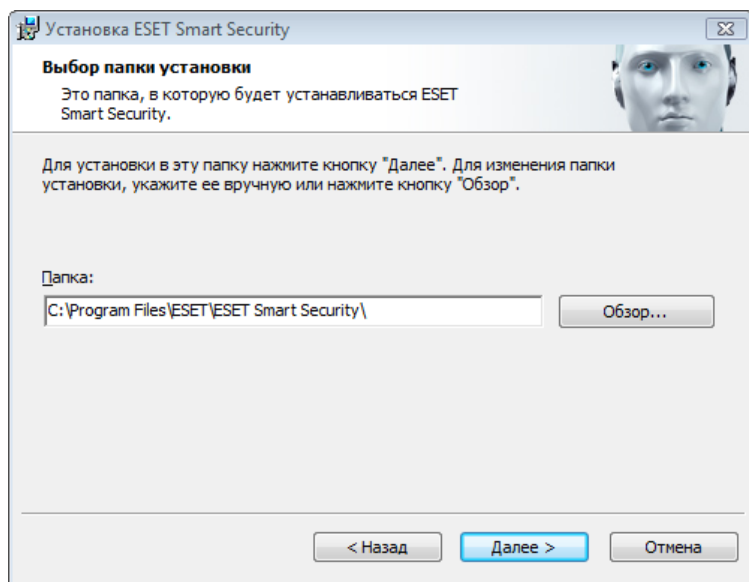 Установка ESET Smart Security
Выбор папки установки
Это папка, в которую будет устанавливаться ESET
Smart Security.
Для установки в эту папку нажмите кнопку "Далее". Для изменения папки
установки, укажите ее вручную или нажмите кнопку "Обзор".
Папка:
C:\Program Files\ESET\ESET Smart Security\
Обзор...
< Назад
Далее >
Отмена